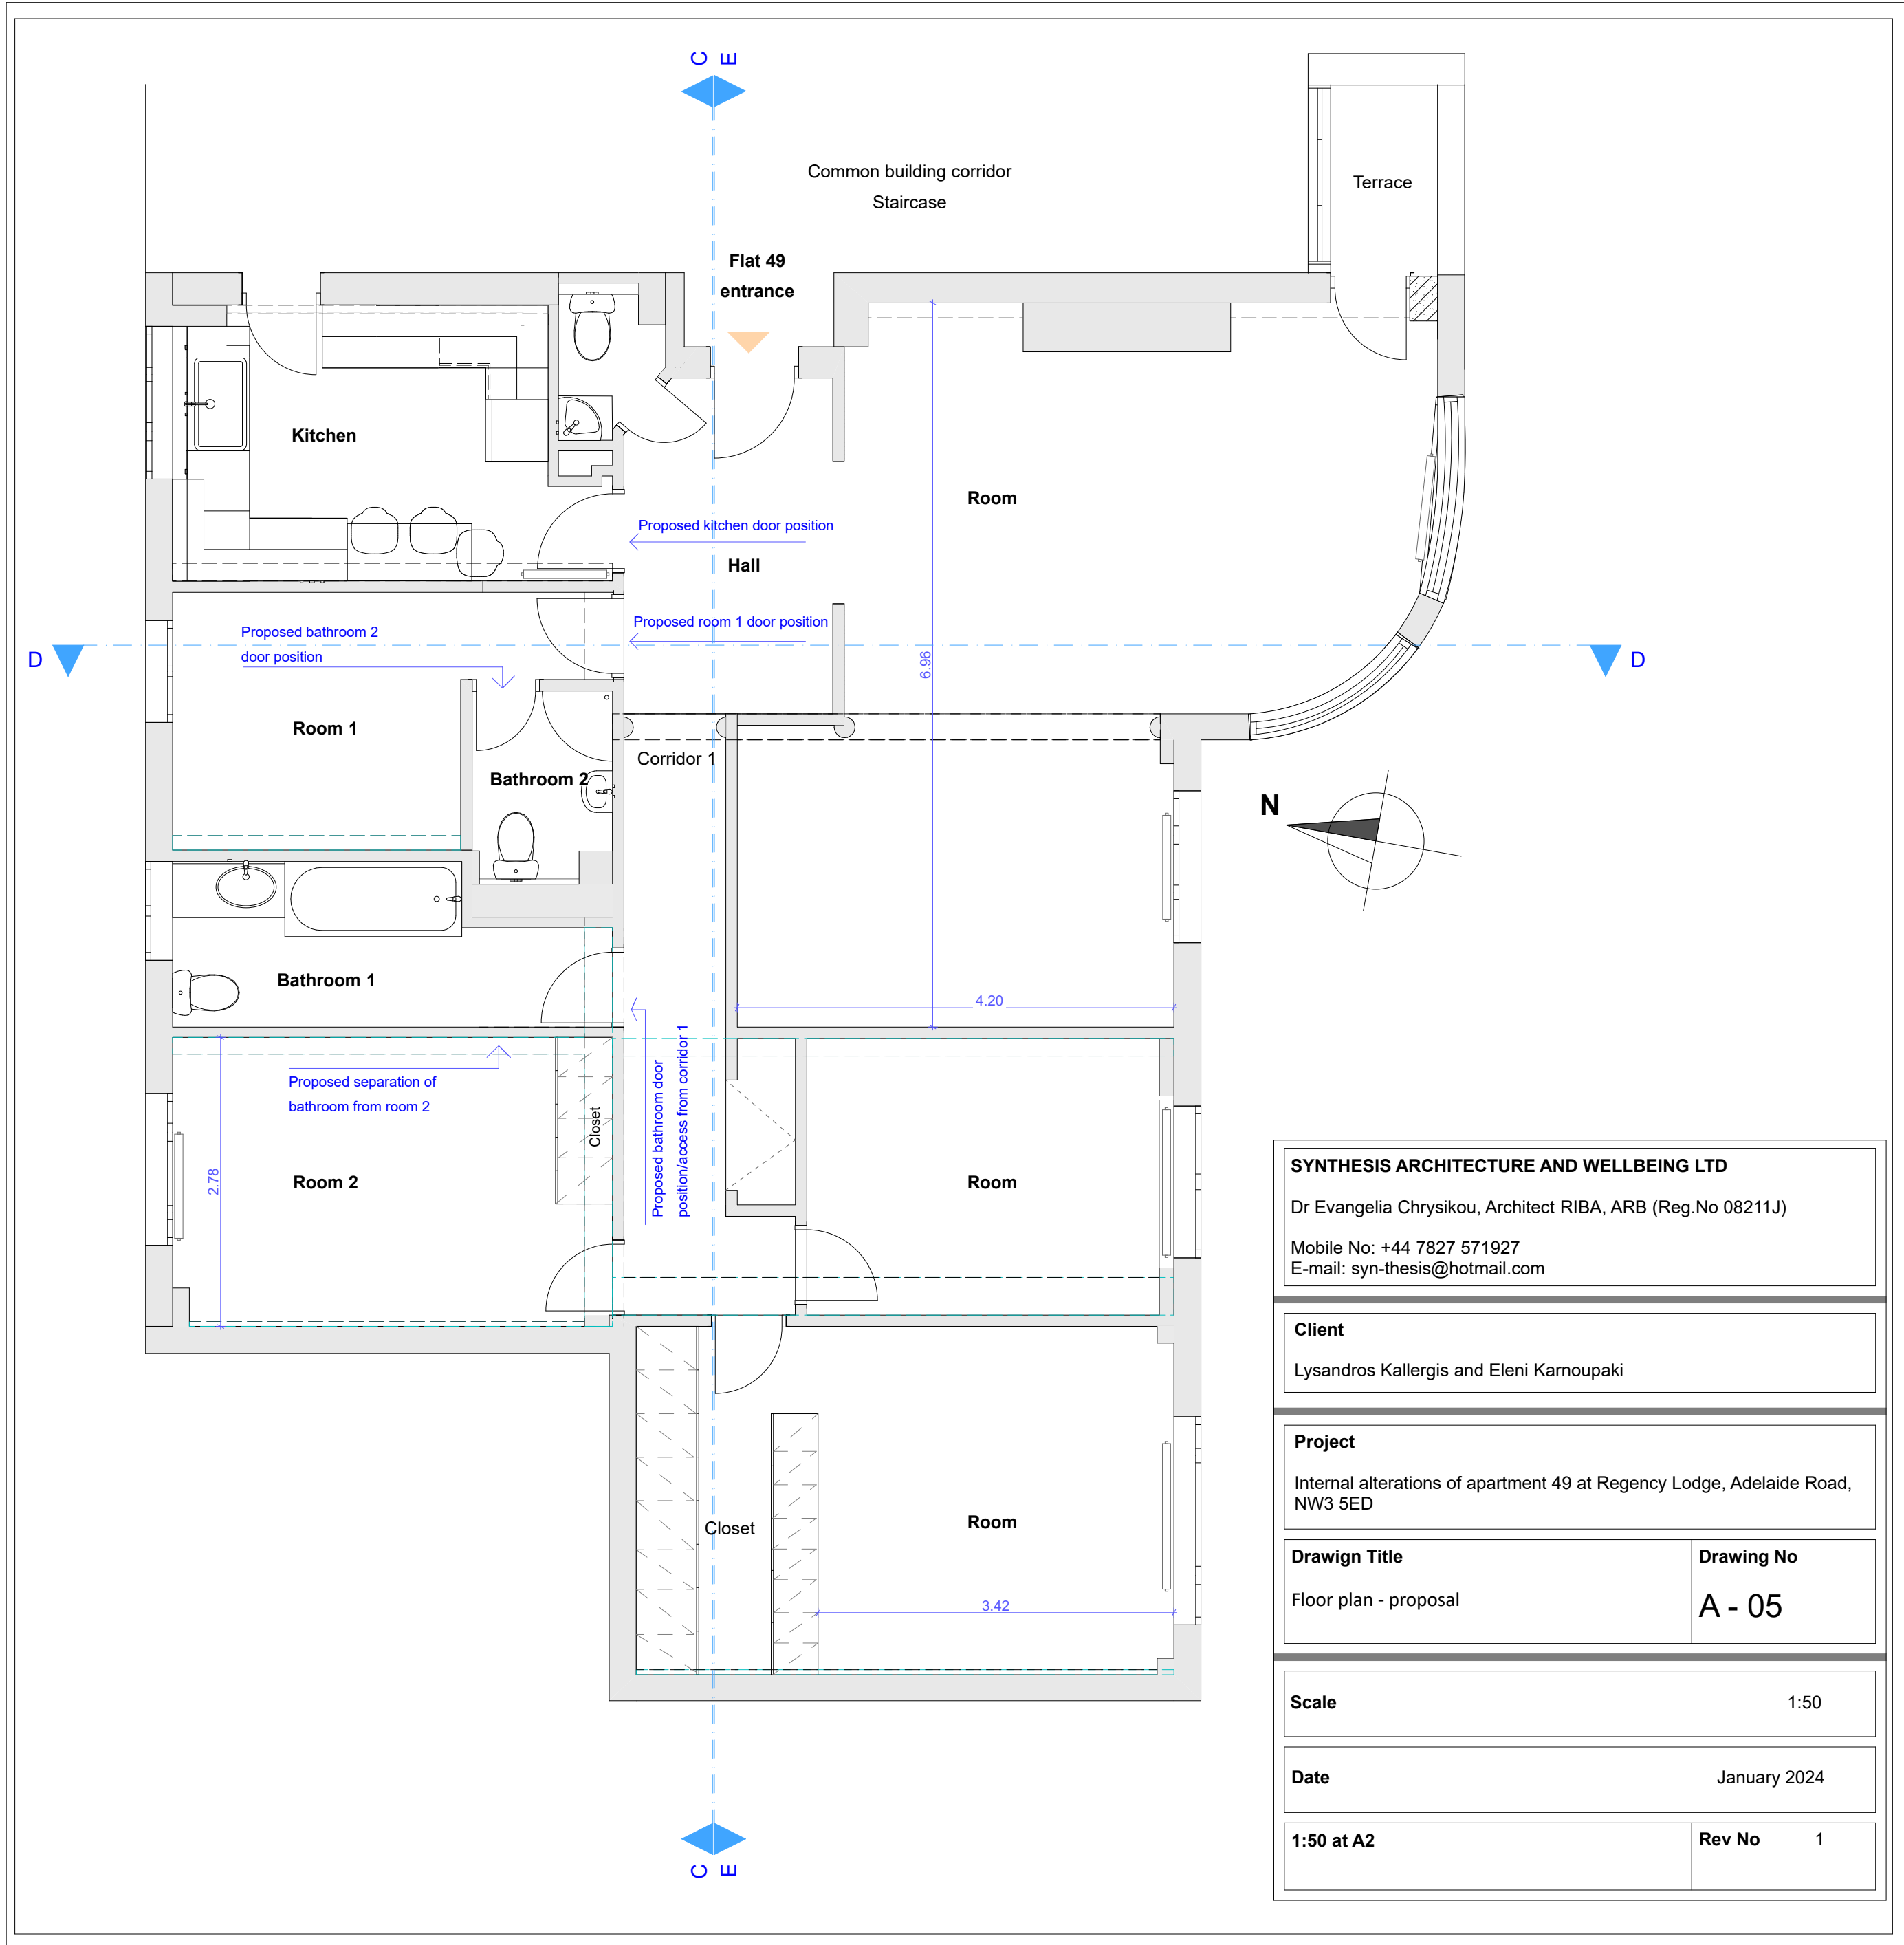 C E
Common building corridor
Staircase
Terrace
Flat 49
entrance
Kitchen
Room
Proposed kitchen door position
Hall
Proposed room 1 door position
Proposed bathroom 2
door position
D
D
6.96
Room 1
Corridor 1
Bathroom 2
N
Bathroom 1
4.20
Proposed separation of
bathroom from room 2
Closet
Proposed bathroom door
position/access from corridor 1
2.78
Room 2
Room
Closet
Room
3.42
C E
SYNTHESIS ARCHITECTURE AND WELLBEING LTD
Dr Evangelia Chrysikou, Architect RIBA, ARB (Reg.No 08211J)
Mobile No: +44 7827 571927
E-mail: syn-thesis@hotmail.com
Client
Lysandros Kallergis and Eleni Karnoupaki
Project
Internal alterations of apartment 49 at Regency Lodge, Adelaide Road,
NW3 5ED
Drawign Title
Floor plan - proposal
Drawing No
A - 05
Scale 1:50
Date January 2024
1:50 at A2
Rev No 1